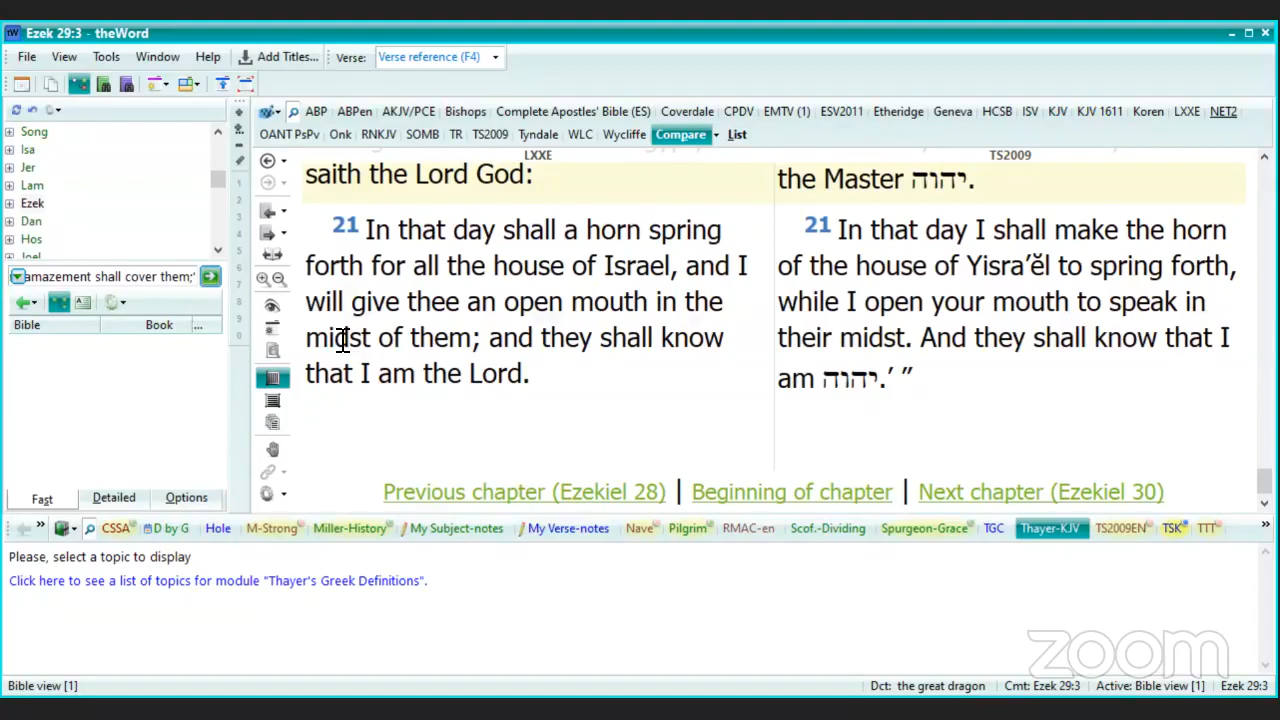 Ezek 29:3 - theWord
File View Tools Window Help Add Titles... Verse: Verse reference (F4)
Song
Isa
Jer
Lam
Ezek
Dan
Hos
Joel
amazement shall cover them;'
Bible Book ...
Fast Detailed Options
ABP ABPen AKJV/PCE Bishops Complete Apostles' Bible (ES) Coverdale CPDV EMTV (1) ESV2011 Etheridge Geneva HCSB ISV KJV KJV 1611 Koren LXXE NET2
OANT PsPv Onk RNKJV SOMB TR TS2009 Tyndale WLC Wycliffe Compare List
LXXE
saith the Lord God:
21 In that day shall a horn spring
forth for all the house of Israel, and I
will give thee an open mouth in the
midst of them; and they shall know
that I am the Lord.
TS2009
the Master יהוה.
21 In that day I shall make the horn
of the house of Yisra’ĕl to spring forth,
while I open your mouth to speak in
their midst. And they shall know that I
am יהוה.’ ”
Previous chapter (Ezekiel 28) | Beginning of chapter | Next chapter (Ezekiel 30)
CSSA D by G Hole M-Strong Miller-History My Subject-notes My Verse-notes Nave Pilgrim RMAC-en Scof.-Dividing Spurgeon-Grace TGC Thayer-KJV TS2009EN TSK TTT
Please, select a topic to display
Click here to see a list of topics for module "Thayer's Greek Definitions".
zoom
Bible view [1] Dct: the great dragon Cmt: Ezek 29:3 Active: Bible view [1] Ezek 29:3